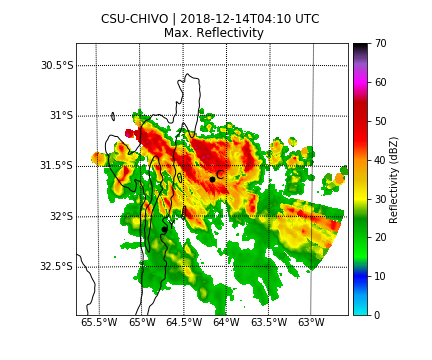 CSU-CHIVO | 2018-12-14T04:10 UTC
Max. Reflectivity
30.5°S
31°S
31.5°S
32°S
32.5°S
65.5°W 65°W 64.5°W 64°W 63.5°W 63°W
C
70
60
50
40
30
20
10
0
Reflectivity (dBZ)